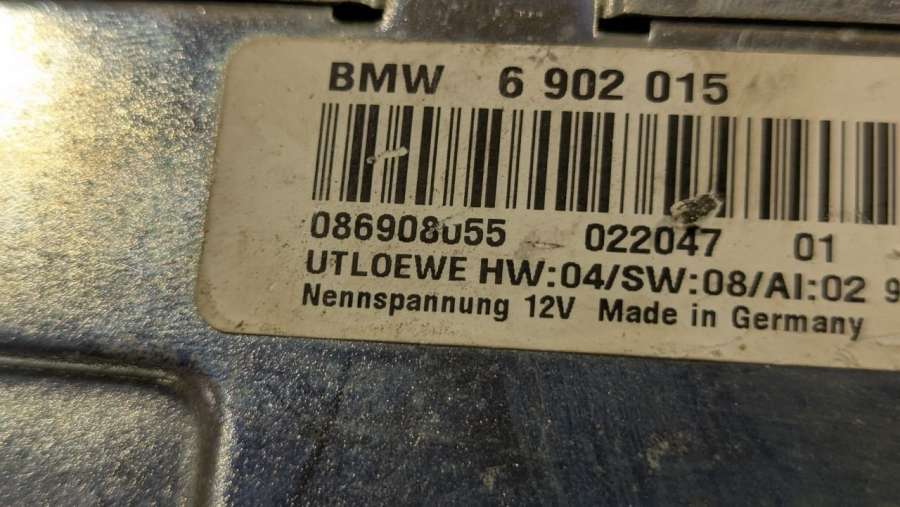 BMW 6 902 015
086908055 022047 01
UTLOEWE HW:04/SW:08/AI:02 9
Nennspannung 12V Made in Germany